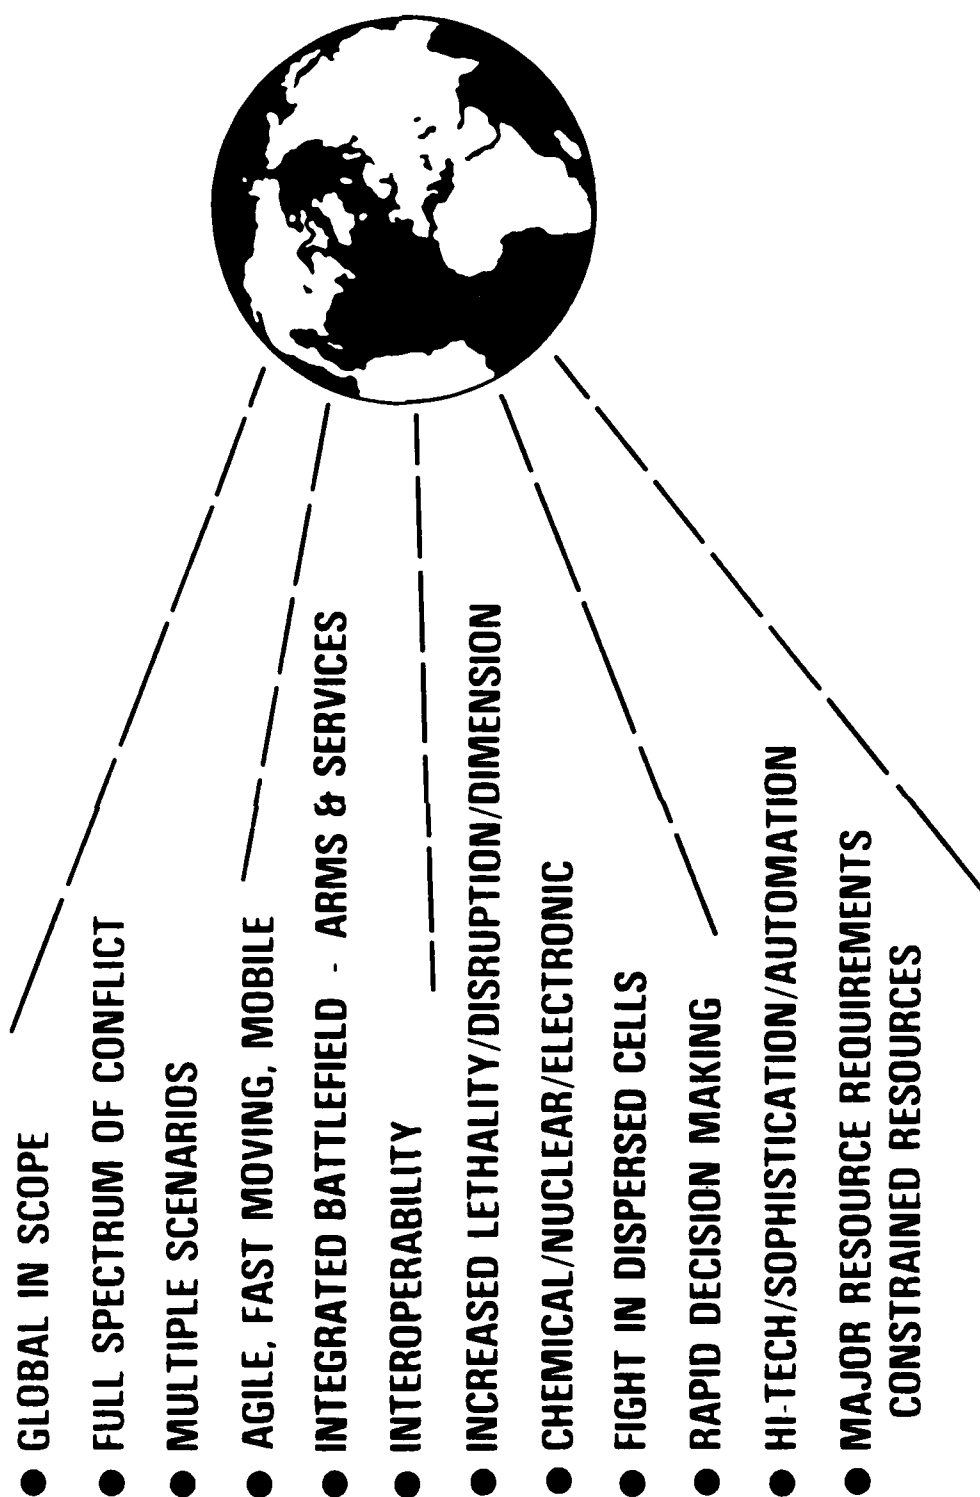 ● GLOBAL IN SCOPE
● FULL SPECTRUM OF CONFLICT
● MULTIPLE SCENARIOS
● AGILE, FAST MOVING, MOBILE
● INTEGRATED BATTLEFIELD - ARMS & SERVICES
● INTEROPERABILITY
● INCREASED LETHALITY/DISRUPTION/DIMENSION
● CHEMICAL/NUCLEAR/ELECTRONIC
● FIGHT IN DISPERSED CELLS
● RAPID DECISION MAKING
● HI-TECH/SOPHISTICATION/AUTOMATION
● MAJOR RESOURCE REQUIREMENTS
CONSTRAINED RESOURCES